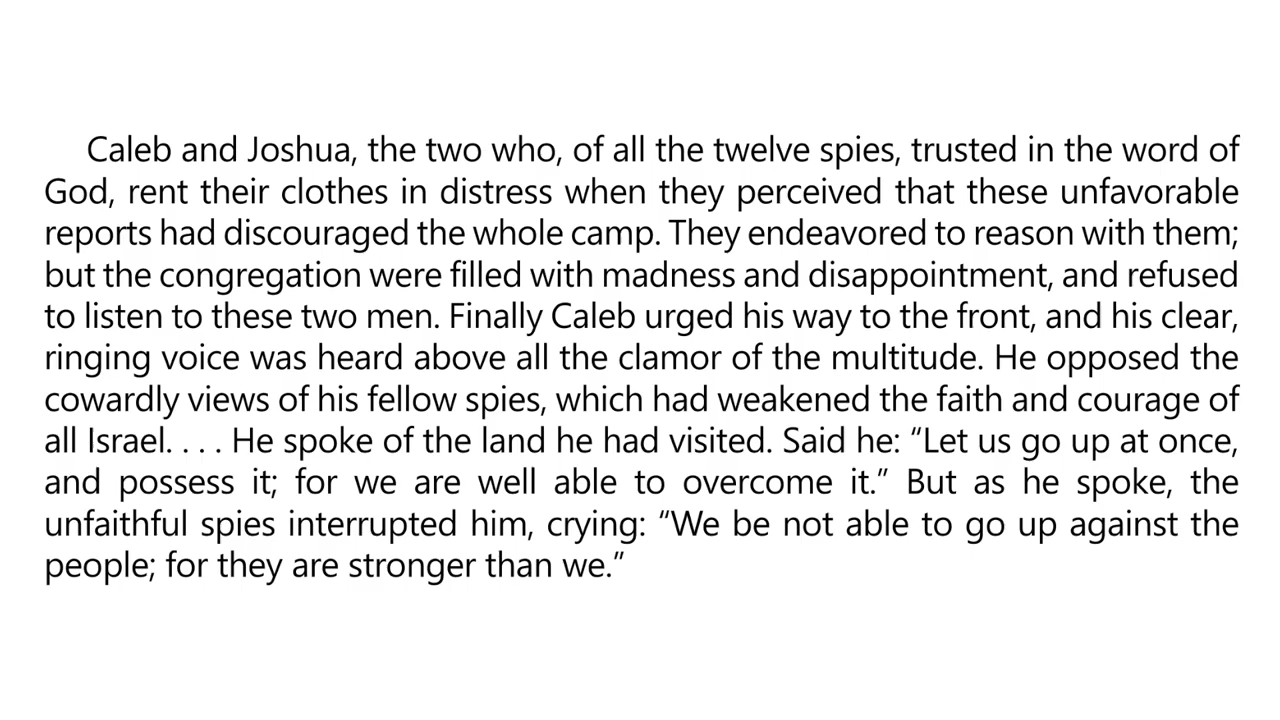 Caleb and Joshua, the two who, of all the twelve spies, trusted in the word of
God, rent their clothes in distress when they perceived that these unfavorable
reports had discouraged the whole camp. They endeavored to reason with them;
but the congregation were filled with madness and disappointment, and refused
to listen to these two men. Finally Caleb urged his way to the front, and his clear,
ringing voice was heard above all the clamor of the multitude. He opposed the
cowardly views of his fellow spies, which had weakened the faith and courage of
all Israel. . . . He spoke of the land he had visited. Said he: “Let us go up at once,
and possess it; for we are well able to overcome it.” But as he spoke, the
unfaithful spies interrupted him, crying: “We be not able to go up against the
people; for they are stronger than we.”